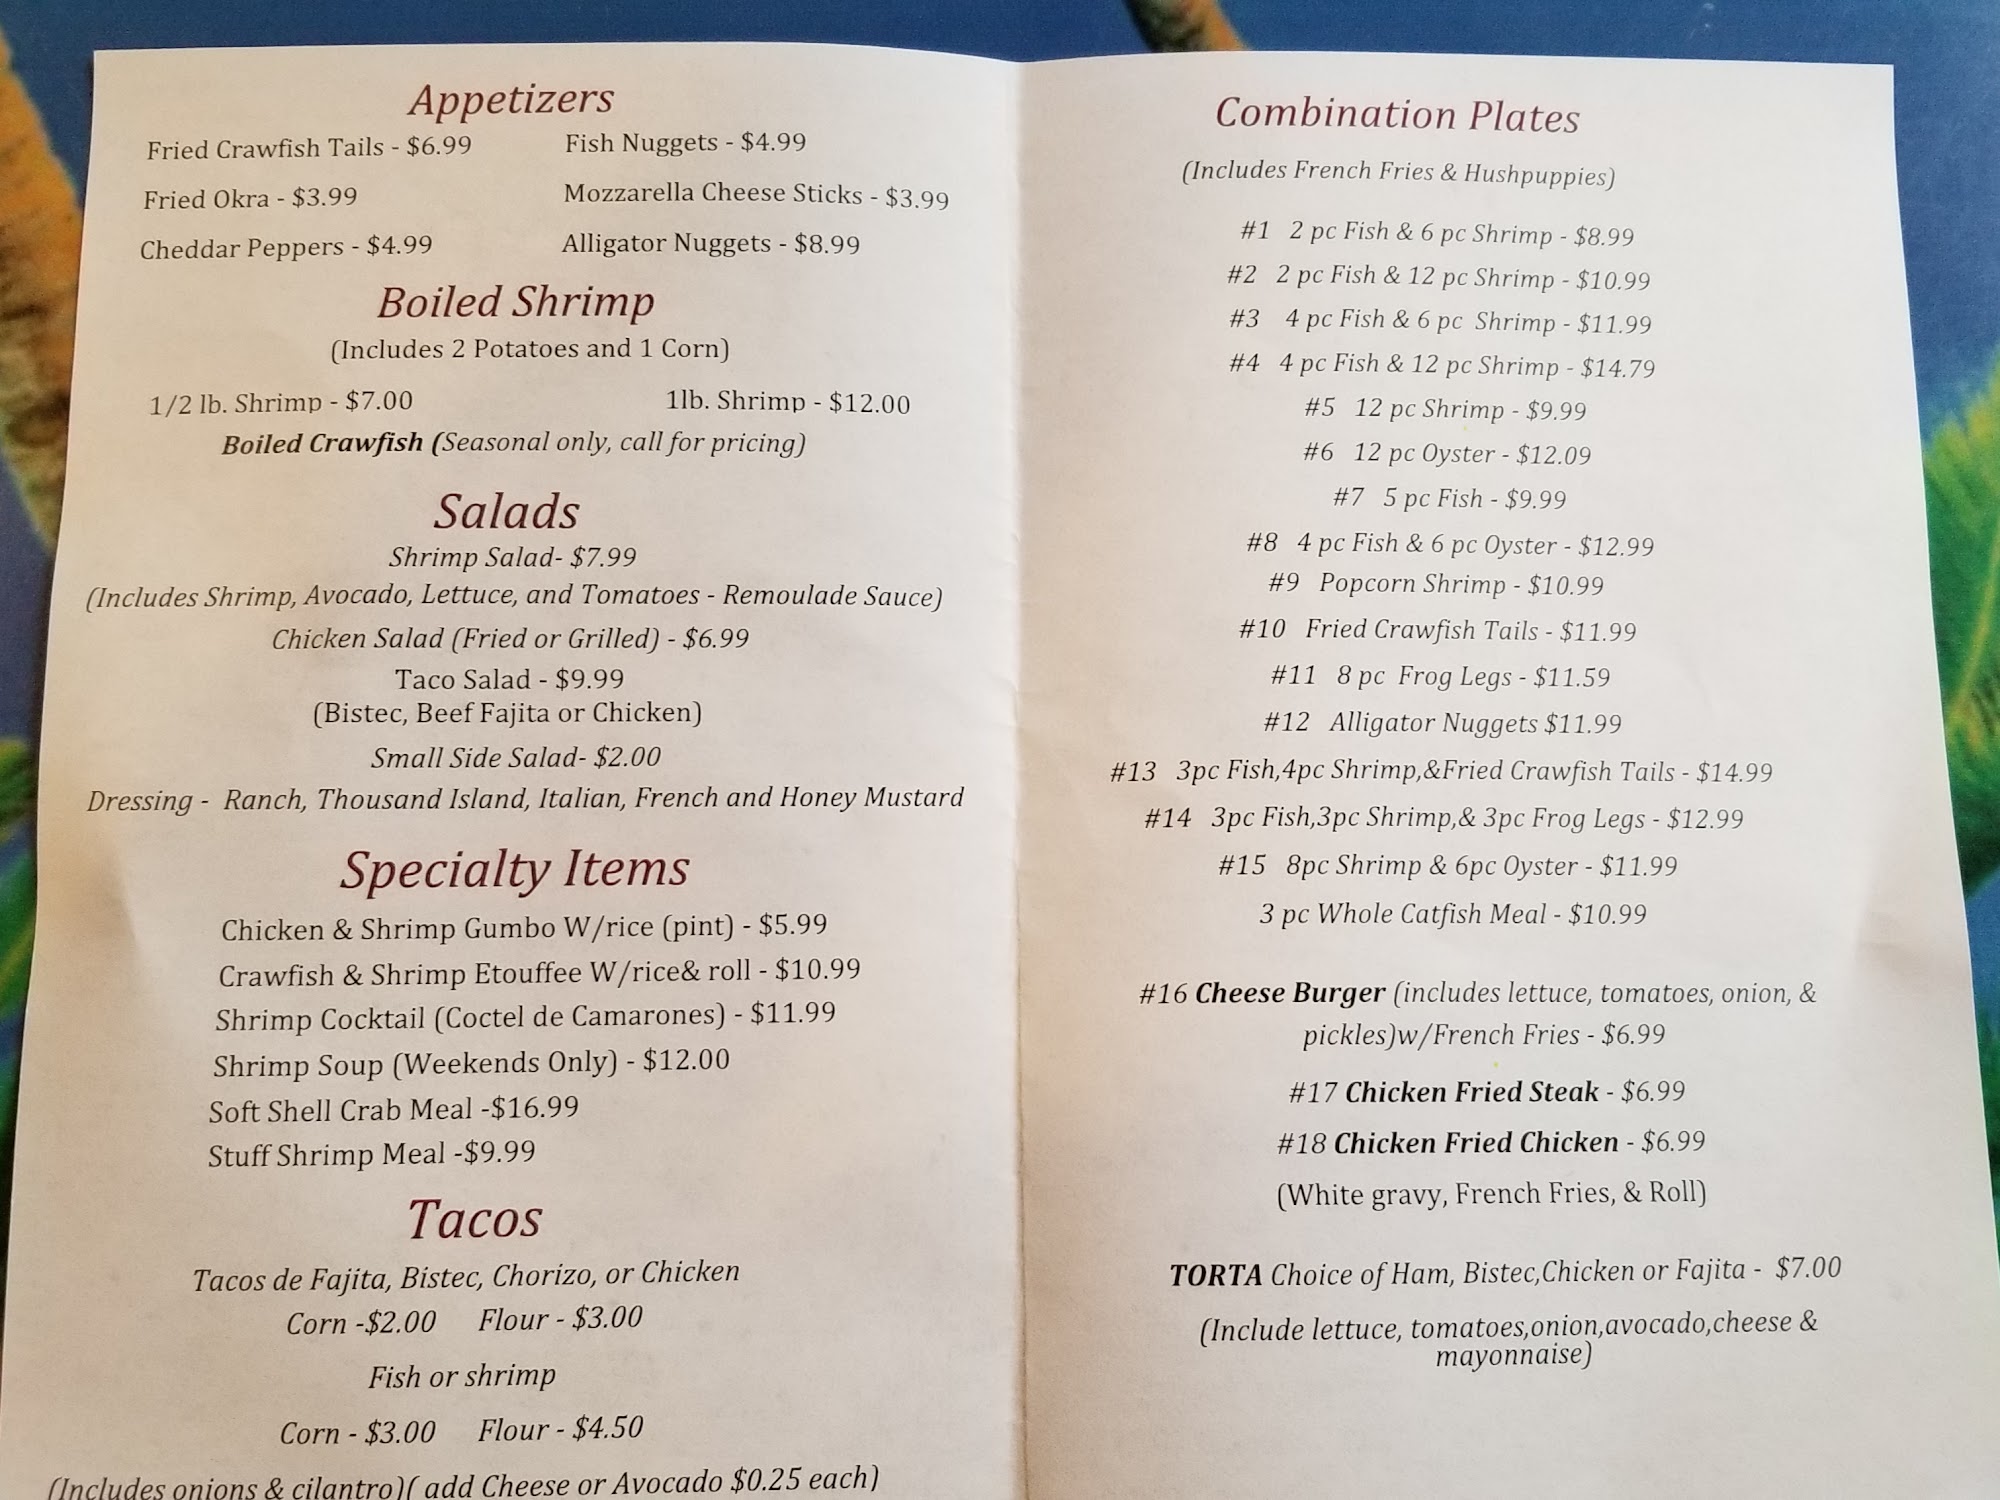 Appetizers
Fried Crawfish Tails - $6.99
Fish Nuggets - $4.99
Fried Okra - $3.99
Mozzarella Cheese Sticks - $3.99
Cheddar Peppers - $4.99
Alligator Nuggets - $8.99
Boiled Shrimp
(Includes 2 Potatoes and 1 Corn)
1/2 lb. Shrimp - $7.00
1lb. Shrimp - $12.00
Boiled Crawfish (Seasonal only, call for pricing)
Salads
Shrimp Salad- $7.99
(Includes Shrimp, Avocado, Lettuce, and Tomatoes - Remoulade Sauce)
Chicken Salad (Fried or Grilled) - $6.99
Taco Salad - $9.99
(Bistec, Beef Fajita or Chicken)
Small Side Salad- $2.00
Dressing - Ranch, Thousand Island, Italian, French and Honey Mustard
Specialty Items
Chicken & Shrimp Gumbo W/rice (pint) - $5.99
Crawfish & Shrimp Etouffee W/rice& roll - $10.99
Shrimp Cocktail (Coctel de Camarones) - $11.99
Shrimp Soup (Weekends Only) - $12.00
Soft Shell Crab Meal -$16.99
Stuff Shrimp Meal -$9.99
Tacos
Tacos de Fajita, Bistec, Chorizo, or Chicken
Corn -$2.00 Flour - $3.00
Fish or shrimp
Corn - $3.00 Flour - $4.50
(Includes onions & cilantro)( add Cheese or Avocado $0.25 each)
Combination Plates
(Includes French Fries & Hushpuppies)
#1 2 pc Fish & 6 pc Shrimp - $8.99
#2 2 pc Fish & 12 pc Shrimp - $10.99
#3 4 pc Fish & 6 pc Shrimp - $11.99
#4 4 pc Fish & 12 pc Shrimp - $14.79
#5 12 pc Shrimp - $9.99
#6 12 pc Oyster - $12.09
#7 5 pc Fish - $9.99
#8 4 pc Fish & 6 pc Oyster - $12.99
#9 Popcorn Shrimp - $10.99
#10 Fried Crawfish Tails - $11.99
#11 8 pc Frog Legs - $11.59
#12 Alligator Nuggets $11.99
#13 3pc Fish,4pc Shrimp,&Fried Crawfish Tails - $14.99
#14 3pc Fish,3pc Shrimp,& 3pc Frog Legs - $12.99
#15 8pc Shrimp & 6pc Oyster - $11.99
3 pc Whole Catfish Meal - $10.99
#16 Cheese Burger (includes lettuce, tomatoes, onion, &
pickles)w/French Fries - $6.99
#17 Chicken Fried Steak - $6.99
#18 Chicken Fried Chicken - $6.99
(White gravy, French Fries, & Roll)
TORTA Choice of Ham, Bistec,Chicken or Fajita - $7.00
(Include lettuce, tomatoes,onion,avocado,cheese &
mayonnaise)